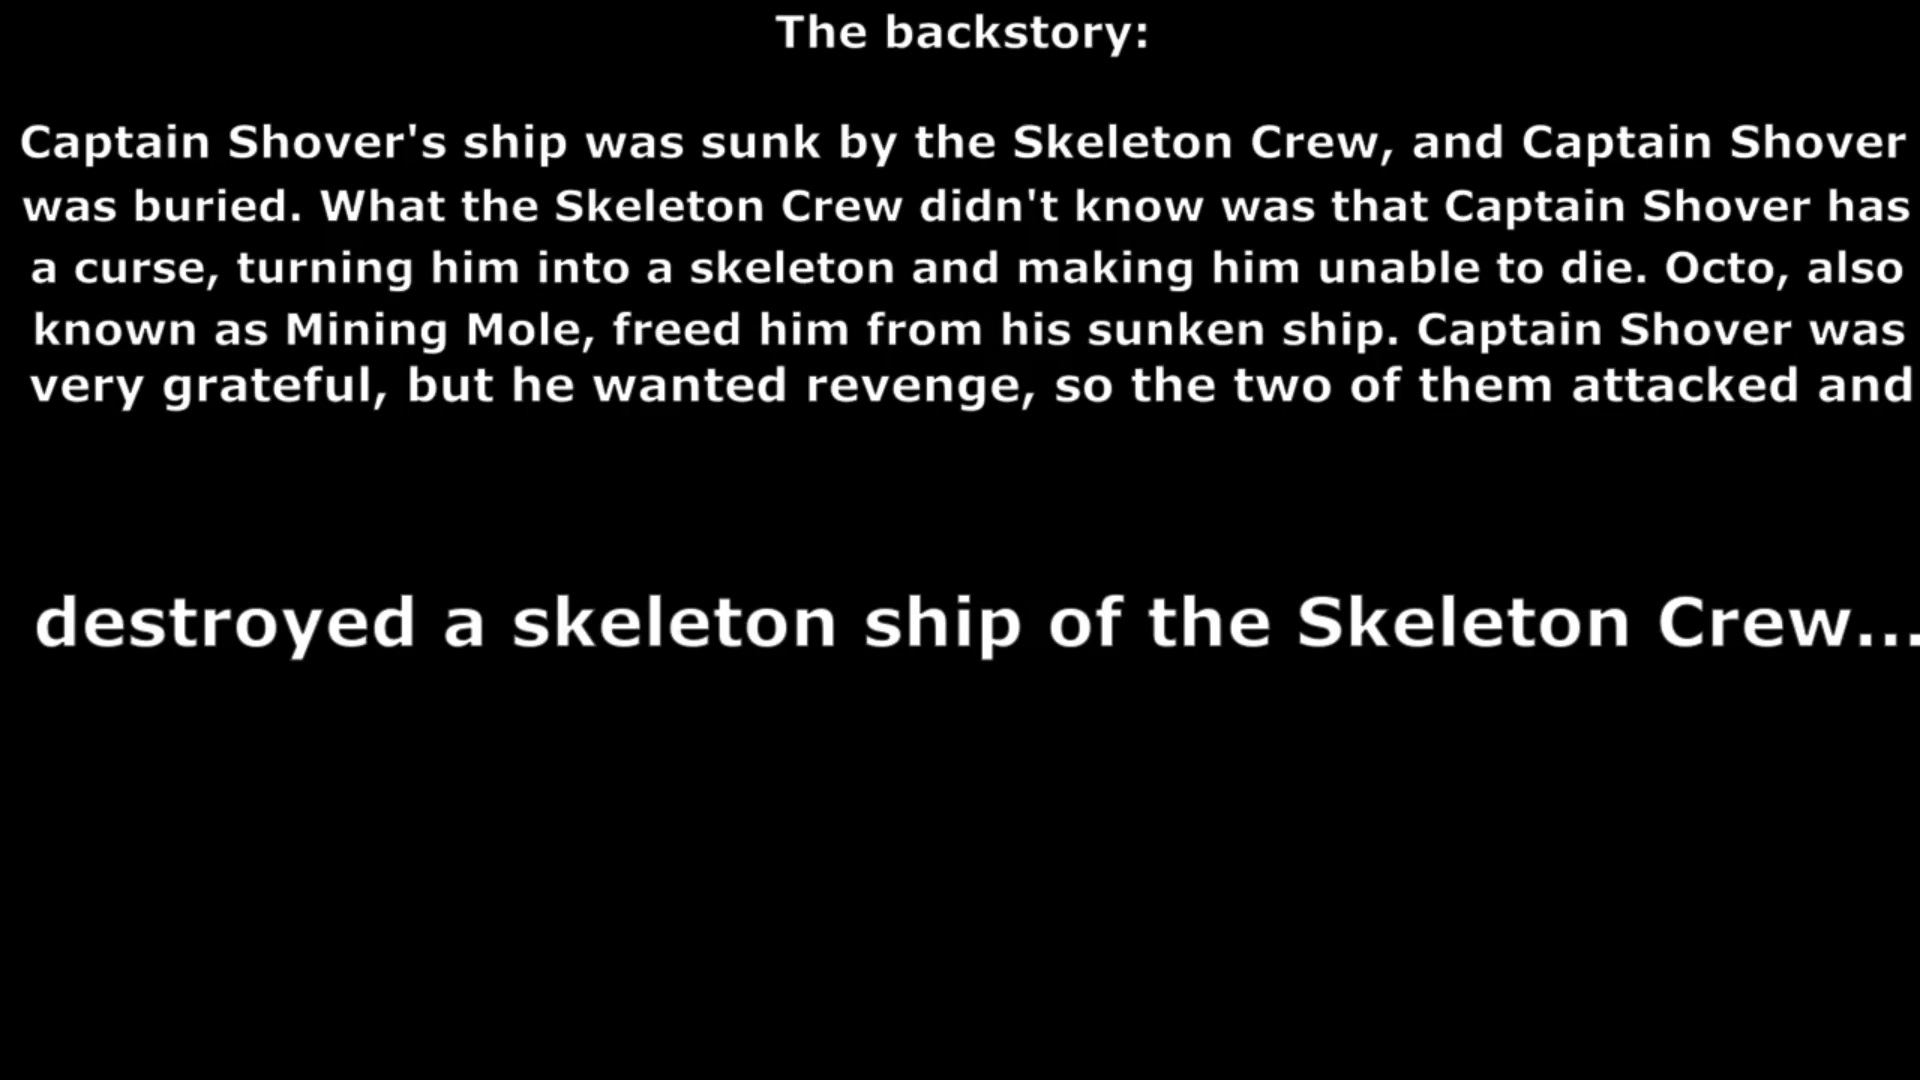 The backstory:
Captain Shover's ship was sunk by the Skeleton Crew, and Captain Shover
was buried. What the Skeleton Crew didn't know was that Captain Shover has
a curse, turning him into a skeleton and making him unable to die. Octo, also
known as Mining Mole, freed him from his sunken ship. Captain Shover was
very grateful, but he wanted revenge, so the two of them attacked and
destroyed a skeleton ship of the Skeleton Crew...